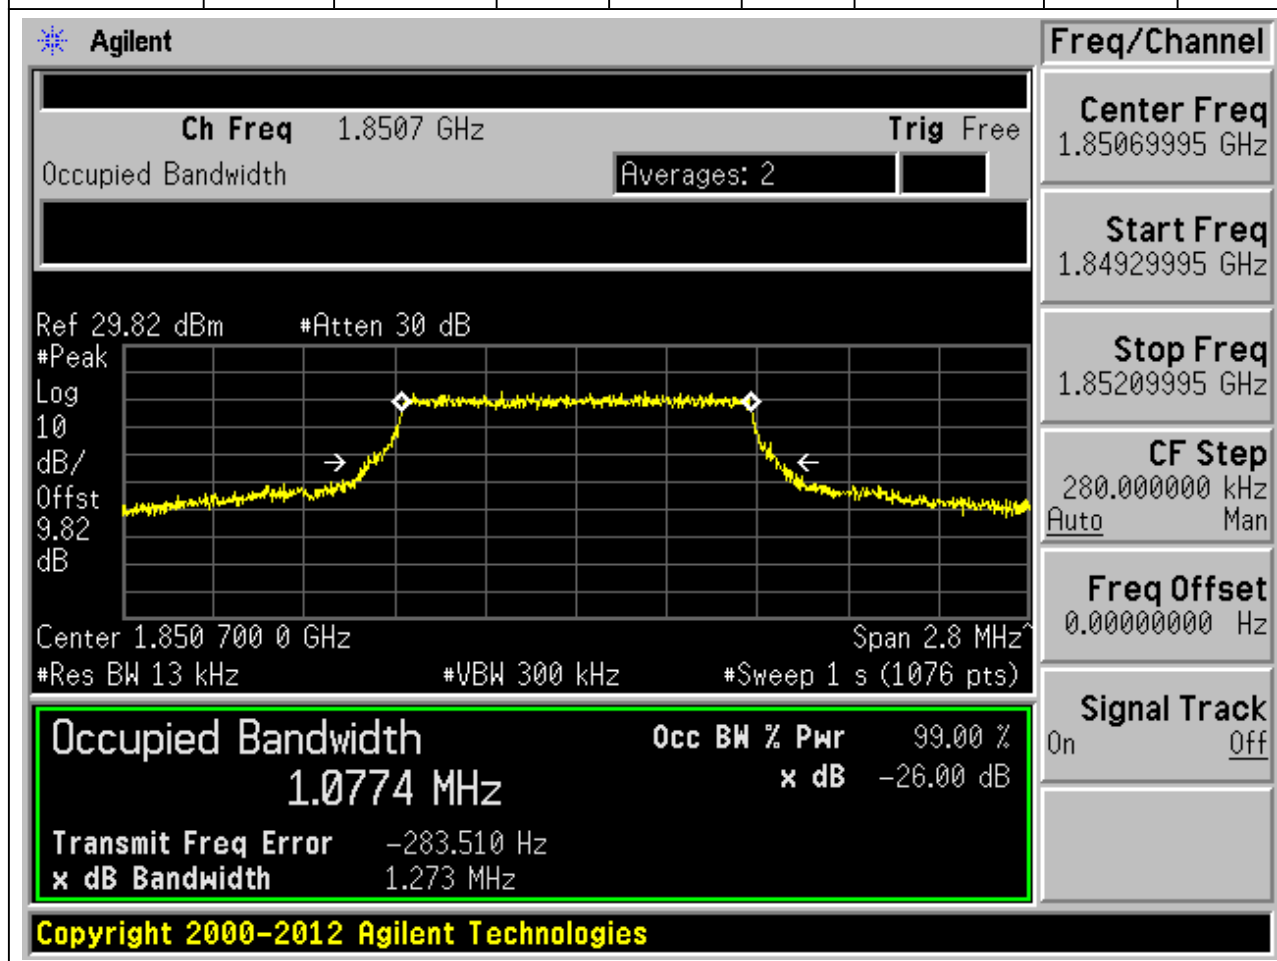 Agilent
Freq/Channel
Ch Freq 1.8507 GHz Trig Free
Occupied Bandwidth Averages: 2
Center Freq
1.85069995 GHz
Start Freq
1.84929995 GHz
Stop Freq
1.85209995 GHz
CF Step
280.000000 kHz
Auto Man
Freq Offset
0.00000000 Hz
Signal Track
On Off
Ref 29.82 dBm #Atten 30 dB
#Peak
Log
10
dB/
Offst
9.82
dB
Center 1.850 700 0 GHz Span 2.8 MHz^
#Res BW 13 kHz #VBW 300 kHz #Sweep 1 s (1076 pts)
Occupied Bandwidth Occ BW % Pwr 99.00 %
1.0774 MHz x dB -26.00 dB
Transmit Freq Error -283.510 Hz
x dB Bandwidth 1.273 MHz
Copyright 2000-2012 Agilent Technologies